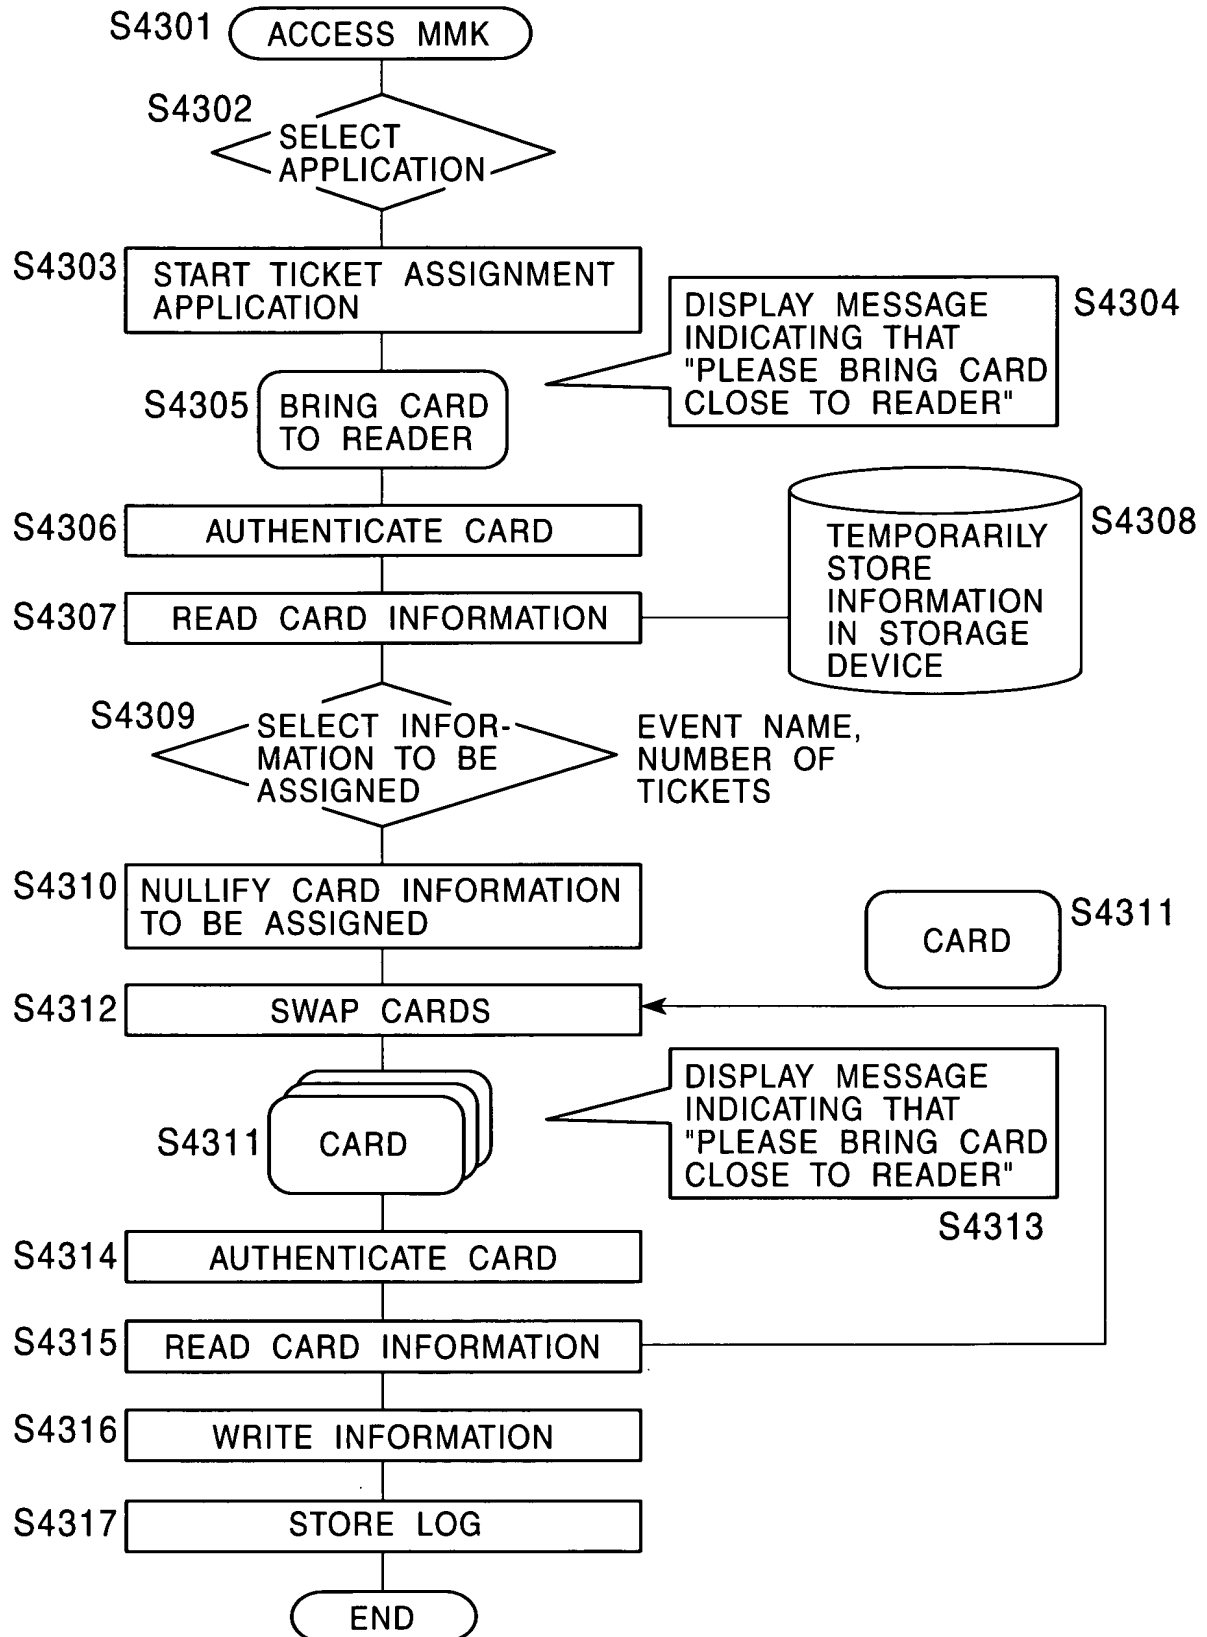 S4301
ACCESS MMK
S4302
SELECT
APPLICATION
S4303
START TICKET ASSIGNMENT
APPLICATION
DISPLAY MESSAGE
INDICATING THAT
"PLEASE BRING CARD
CLOSE TO READER"
S4304
S4305
BRING CARD
TO READER
S4306
AUTHENTICATE CARD
S4307
READ CARD INFORMATION
TEMPORARILY
STORE
INFORMATION
IN STORAGE
DEVICE
S4308
S4309
SELECT INFOR-
MATION TO BE
ASSIGNED
EVENT NAME,
NUMBER OF
TICKETS
S4310
NULLIFY CARD INFORMATION
TO BE ASSIGNED
CARD
S4311
S4312
SWAP CARDS
S4311
CARD
DISPLAY MESSAGE
INDICATING THAT
"PLEASE BRING CARD
CLOSE TO READER"
S4313
S4314
AUTHENTICATE CARD
S4315
READ CARD INFORMATION
S4316
WRITE INFORMATION
S4317
STORE LOG
END